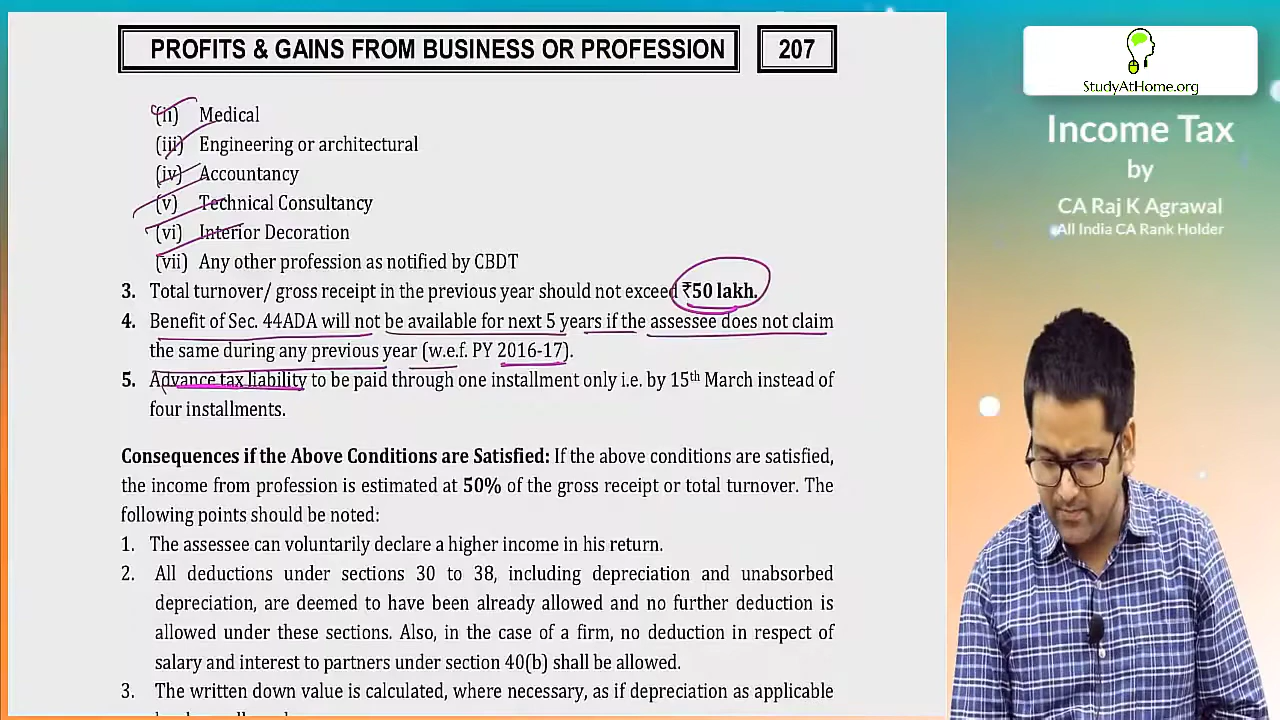 PROFITS & GAINS FROM BUSINESS OR PROFESSION 207
(ii) Medical
(iii) Engineering or architectural
(iv) Accountancy
(v) Technical Consultancy
(vi) Interior Decoration
(vii) Any other profession as notified by CBDT
3. Total turnover/ gross receipt in the previous year should not exceed ₹50 lakh.
4. Benefit of Sec. 44ADA will not be available for next 5 years if the assessee does not claim
the same during any previous year (w.e.f. PY 2016-17).
5. Advance tax liability to be paid through one installment only i.e. by 15th March instead of
four installments.
Consequences if the Above Conditions are Satisfied: If the above conditions are satisfied,
the income from profession is estimated at 50% of the gross receipt or total turnover. The
following points should be noted:
1. The assessee can voluntarily declare a higher income in his return.
2. All deductions under sections 30 to 38, including depreciation and unabsorbed
depreciation, are deemed to have been already allowed and no further deduction is
allowed under these sections. Also, in the case of a firm, no deduction in respect of
salary and interest to partners under section 40(b) shall be allowed.
3. The written down value is calculated, where necessary, as if depreciation as applicable
StudyAtHome.org
Income Tax
by
CA Raj K Agrawal
All India CA Rank Holder